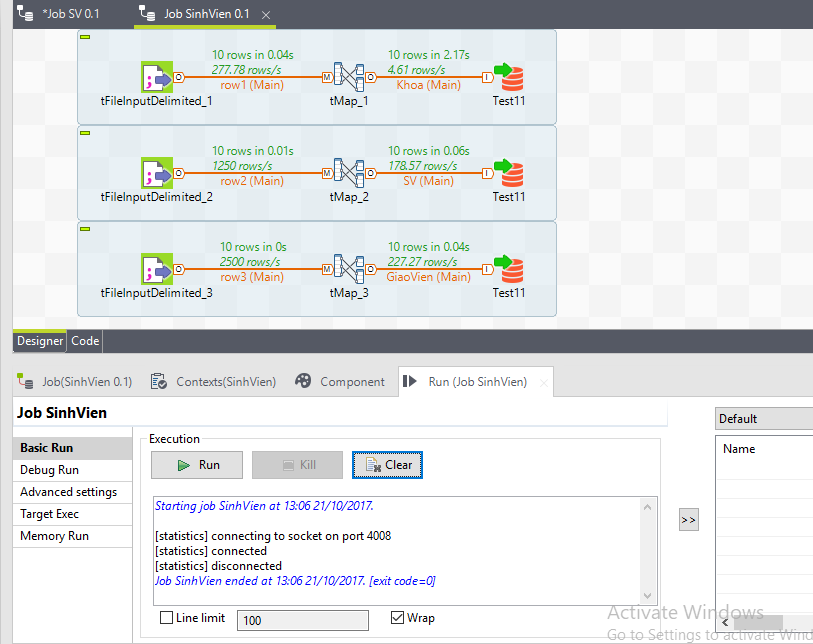 *Job SV 0.1 Job SinhVien 0.1
10 rows in 0.04s 10 rows in 2.17s
277.78 rows/s 4.61 rows/s
row1 (Main) Khoa (Main)
tFileInputDelimited_1 tMap_1 Test11
10 rows in 0.01s 10 rows in 0.06s
1250 rows/s 178.57 rows/s
row2 (Main) SV (Main)
tFileInputDelimited_2 tMap_2 Test11
10 rows in 0s 10 rows in 0.04s
2500 rows/s 227.27 rows/s
row3 (Main) GiaoVien (Main)
tFileInputDelimited_3 tMap_3 Test11
Designer Code
Job(SinhVien 0.1) Contexts(SinhVien) Component Run (Job SinhVien)
Job SinhVien
Default
Execution
Basic Run
Name
Run Kill Clear
Debug Run
Advanced settings
Target Exec
Memory Run
Starting job SinhVien at 13:06 21/10/2017.
[statistics] connecting to socket on port 4008
[statistics] connected
[statistics] disconnected
Job SinhVien ended at 13:06 21/10/2017. [exit code=0]
>>
Line limit 100 Wrap
Activate Windows
Go to Settings to activate Wind